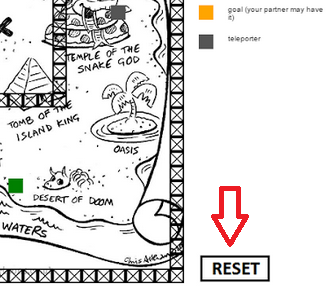 goal (your partner may have
it)
teleporter
TEMPLE OF THE
SNAKE GOD
TOMB OF THE
ISLAND KING
OASIS
DESERT OF DOOM
WATERS
RESET